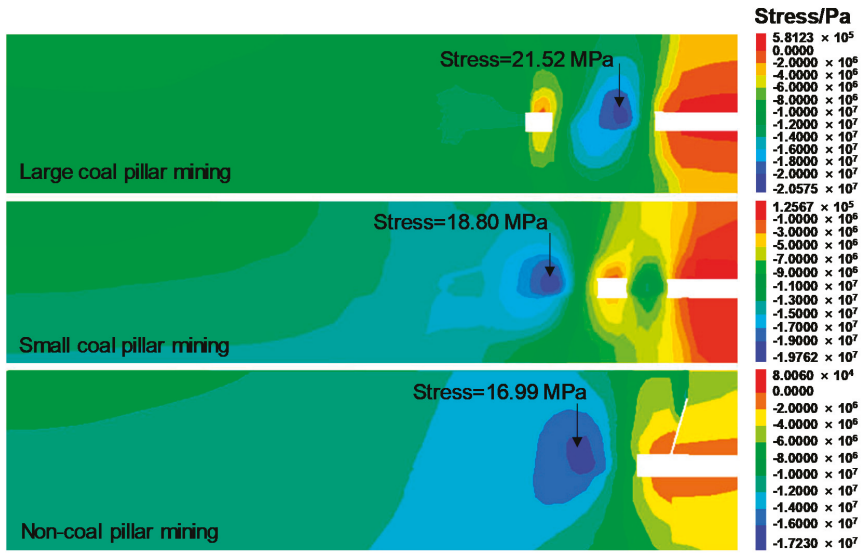 Stress/Pa
5.8123 × 10⁵
0.0000
-2.0000 × 10⁶
-4.0000 × 10⁶
-6.0000 × 10⁶
-8.0000 × 10⁶
-1.0000 × 10⁷
-1.2000 × 10⁷
-1.4000 × 10⁷
-1.6000 × 10⁷
-1.8000 × 10⁷
-2.0000 × 10⁷
-2.0575 × 10⁷
Stress=21.52 MPa
Large coal pillar mining
1.2567 × 10⁵
-1.0000 × 10⁶
-3.0000 × 10⁶
-5.0000 × 10⁶
-7.0000 × 10⁶
-9.0000 × 10⁶
-1.1000 × 10⁷
-1.3000 × 10⁷
-1.5000 × 10⁷
-1.7000 × 10⁷
-1.9000 × 10⁷
-1.9762 × 10⁷
Stress=18.80 MPa
Small coal pillar mining
8.0060 × 10⁴
0.0000
-2.0000 × 10⁶
-4.0000 × 10⁶
-6.0000 × 10⁶
-8.0000 × 10⁶
-1.0000 × 10⁷
-1.2000 × 10⁷
-1.4000 × 10⁷
-1.6000 × 10⁷
-1.7230 × 10⁷
Stress=16.99 MPa
Non-coal pillar mining